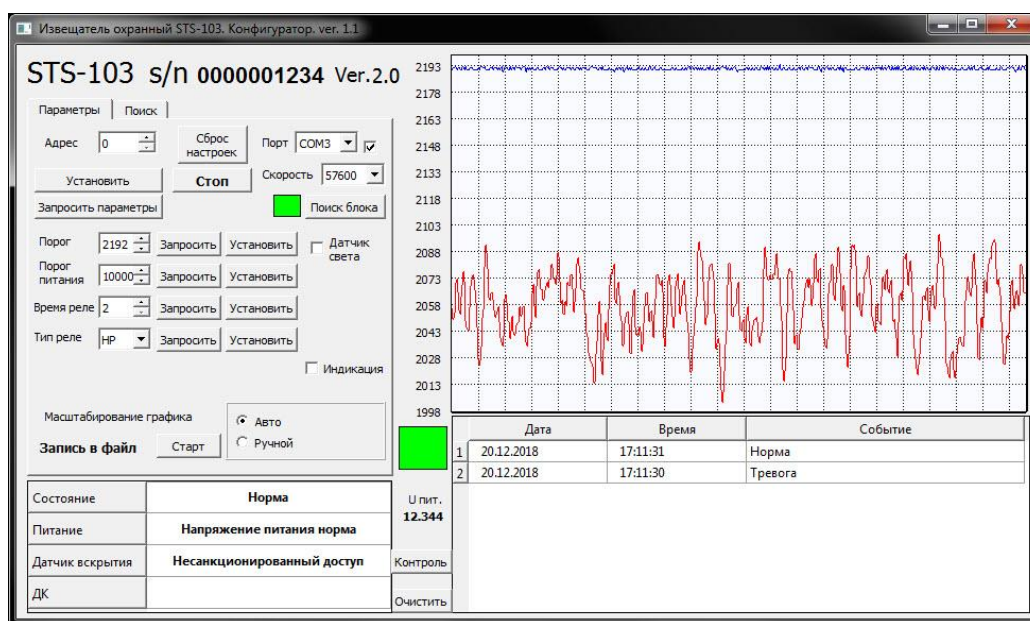 Извещатель охранный STS-103. Конфигуратор. ver. 1.1
STS-103 s/n 0000001234 Ver.2.0
Параметры
Поиск
Адрес 0
Сброс настроек
Порт COM3
Установить
Стоп
Скорость 57600
Запросить параметры
Поиск блока
Порог 2192 Запросить Установить
Датчик света
Порог питания 10000 Запросить Установить
Время реле 2 Запросить Установить
Тип реле НР Запросить Установить
Индикация
Масштабирование графика
Авто
Ручной
Запись в файл Старт
Состояние Норма
Питание Напряжение питания норма
Датчик вскрытия Несанкционированный доступ
ДК
2193
2178
2163
2148
2133
2118
2103
2088
2073
2058
2043
2028
2013
1998
U пит.
12.344
Контроль
Очистить
Дата Время Событие
1 20.12.2018 17:11:31 Норма
2 20.12.2018 17:11:30 Тревога